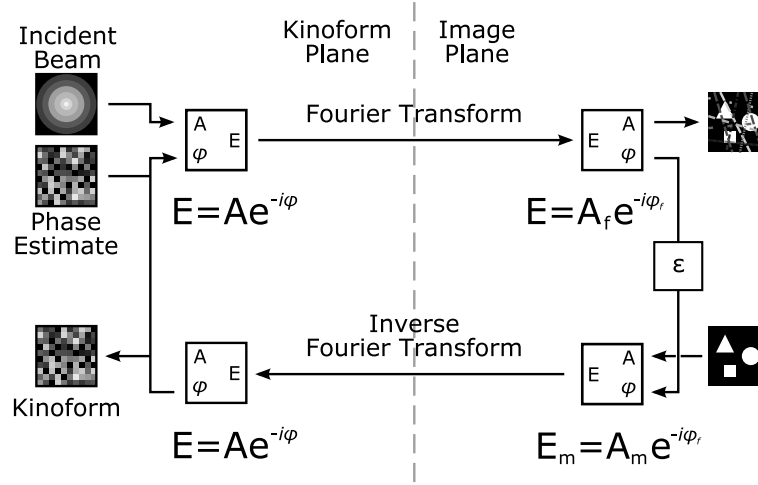 Incident
Beam
Kinoform
Plane
Image
Plane
A
φ
E
Fourier Transform
A
E
φ
Phase
Estimate
E=Ae^{-iφ}
E=A_f e^{-iφ_f}
ε
Kinoform
A
φ
E
Inverse
Fourier Transform
A
E
φ
E=Ae^{-iφ}
E_m=A_m e^{-iφ_f}